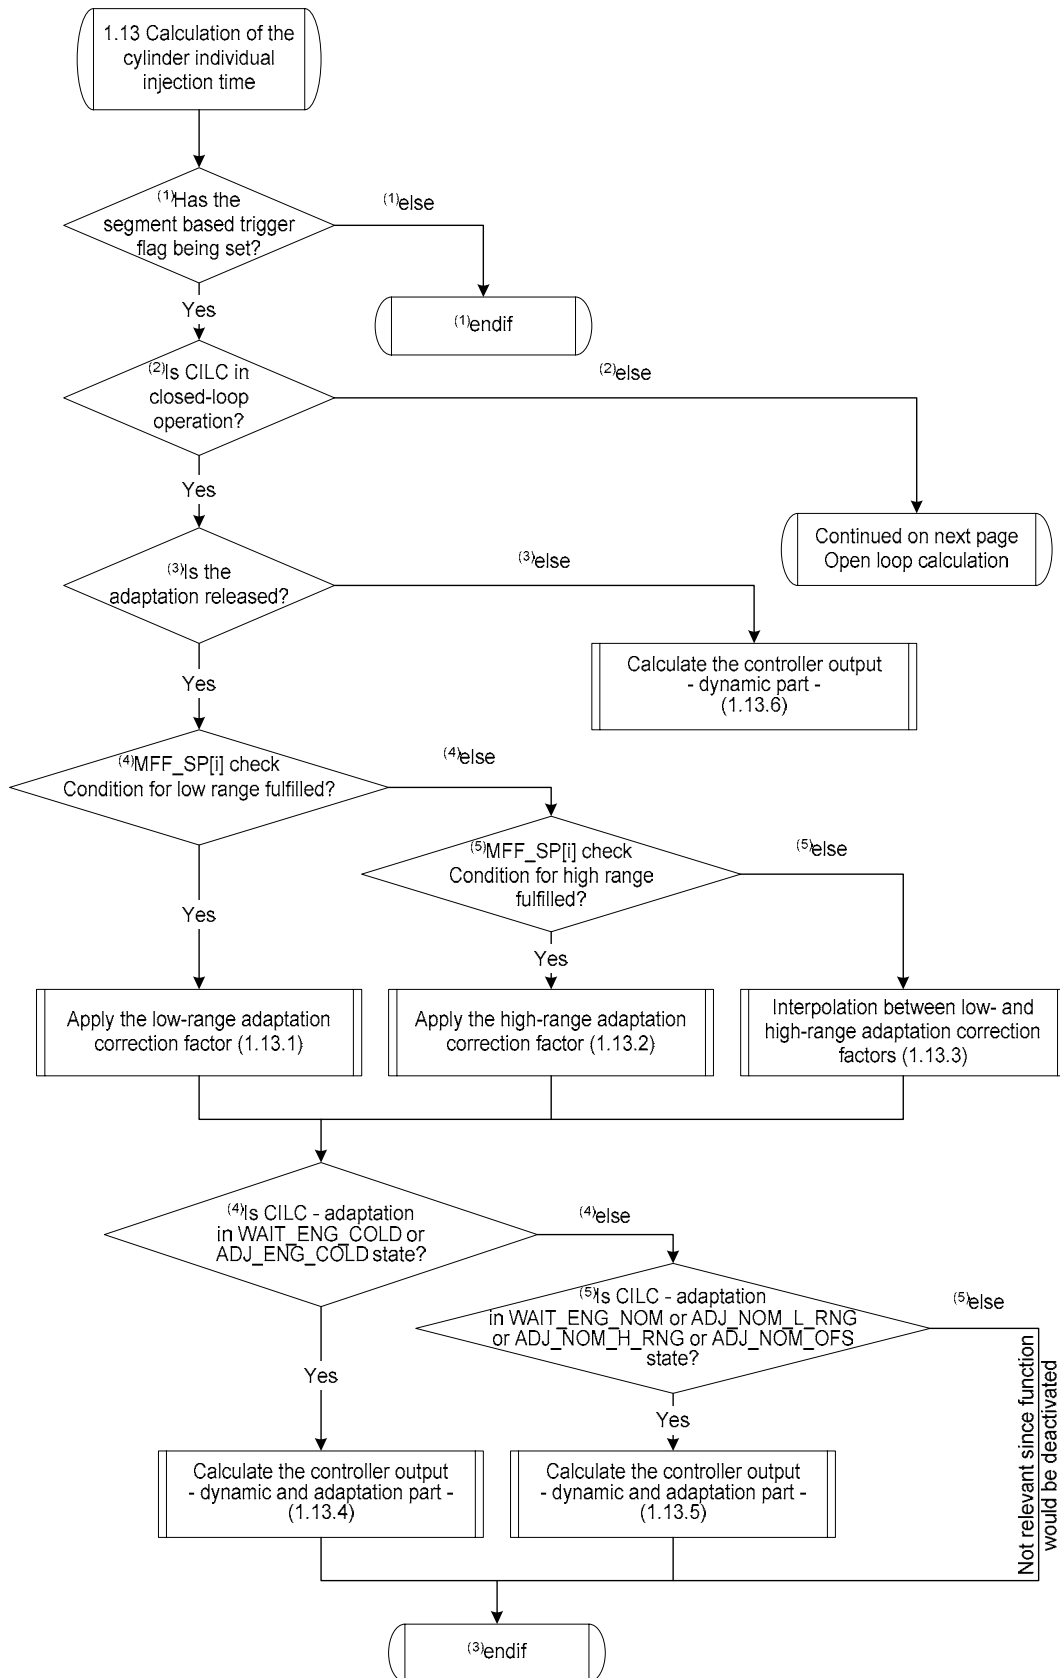 1.13 Calculation of the
cylinder individual
injection time
(1)Has the
segment based trigger
flag being set?
(1)else
Yes
(1)endif
(2)Is CILC in
closed-loop
operation?
(2)else
Yes
Continued on next page
Open loop calculation
(3)Is the
adaptation released?
(3)else
Yes
Calculate the controller output
- dynamic part -
(1.13.6)
(4)MFF_SP[i] check
Condition for low range fulfilled?
(4)else
(5)MFF_SP[i] check
Condition for high range
fulfilled?
(5)else
Yes
Yes
Apply the low-range adaptation
correction factor (1.13.1)
Apply the high-range adaptation
correction factor (1.13.2)
Interpolation between low- and
high-range adaptation correction
factors (1.13.3)
(4)Is CILC - adaptation
in WAIT_ENG_COLD or
ADJ_ENG_COLD state?
(4)else
(5)Is CILC - adaptation
in WAIT_ENG_NOM or ADJ_NOM_L_RNG
or ADJ_NOM_H_RNG or ADJ_NOM_OFS
state?
(5)else
Not relevant since function
would be deactivated
Yes
Yes
Calculate the controller output
- dynamic and adaptation part -
(1.13.4)
Calculate the controller output
- dynamic and adaptation part -
(1.13.5)
(3)endif